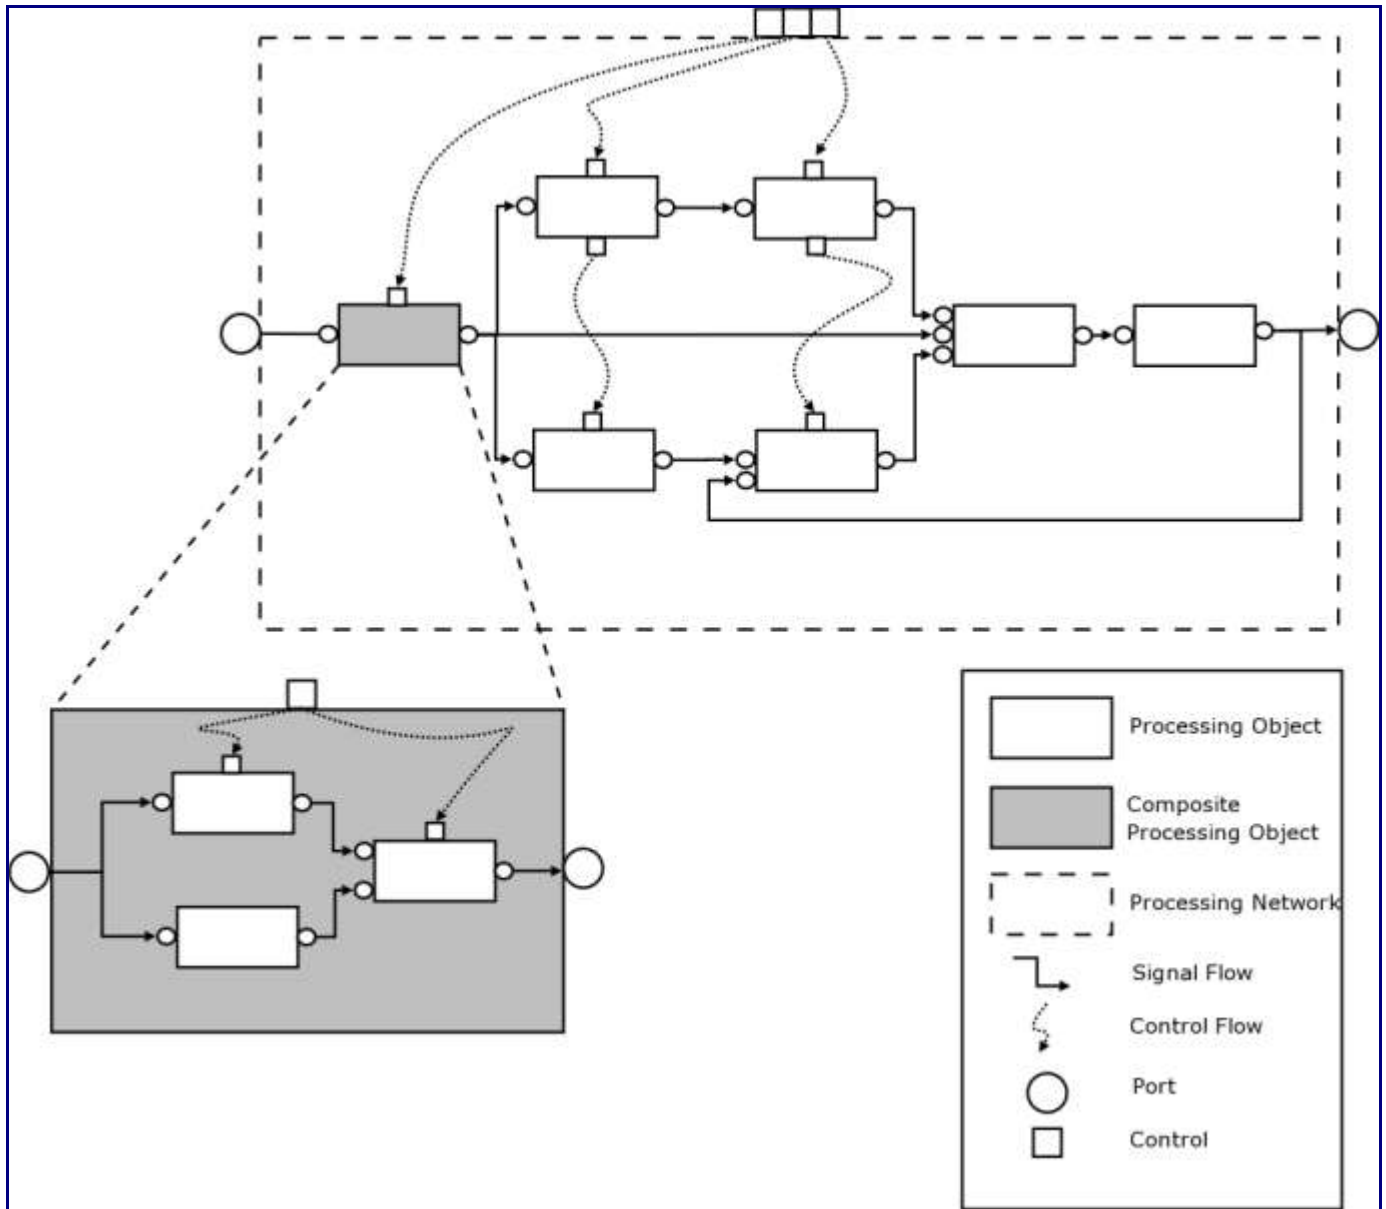 Processing Object
Composite
Processing Object
Processing Network
Signal Flow
Control Flow
Port
Control